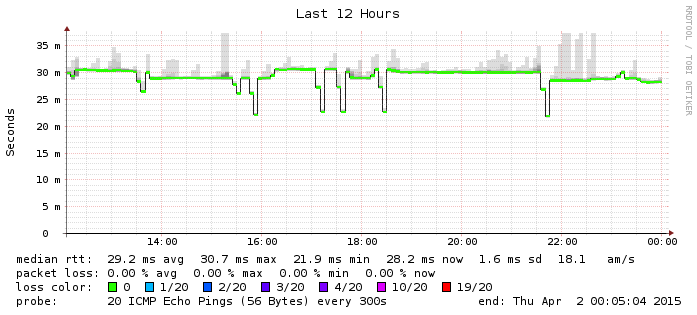 Last 12 Hours
RRDTOOL / TOBI OETIKER
Seconds
35 m
30 m
25 m
20 m
15 m
10 m
5 m
0
14:00 16:00 18:00 20:00 22:00 00:00
median rtt: 29.2 ms avg 30.7 ms max 21.9 ms min 28.2 ms now 1.6 ms sd 18.1 am/s
packet loss: 0.00 % avg 0.00 % max 0.00 % min 0.00 % now
loss color: 0 1/20 2/20 3/20 4/20 10/20 19/20
probe: 20 ICMP Echo Pings (56 Bytes) every 300s end: Thu Apr 2 00:05:04 2015